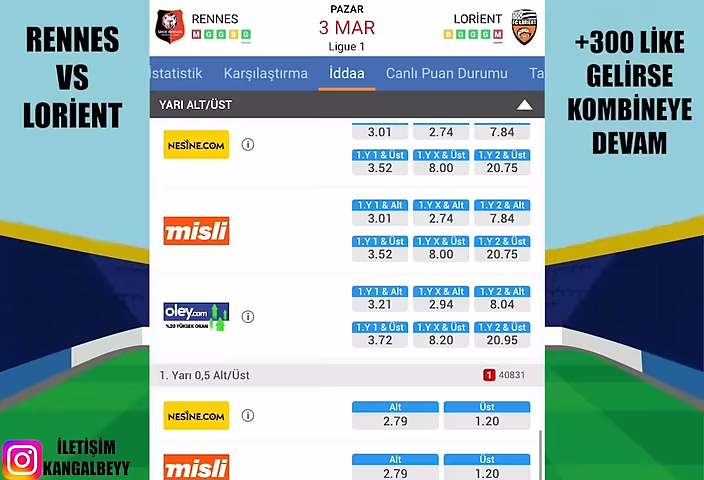 RENNES
VS
LORİENT
RENNES
M G G B G
PAZAR
3 MAR
Ligue 1
LORİENT
B G G G M
+300 LİKE
GELİRSE
KOMBİNEYE
DEVAM
istatistik Karşılaştırma İddaa Canlı Puan Durumu Ta
YARI ALT/ÜST
NESİNE.COM
3.01 2.74 7.84
1.Y 1 & Üst 1.Y X & Üst 1.Y 2 & Üst
3.52 8.00 20.75
misli
1.Y 1 & Alt 1.Y X & Alt 1.Y 2 & Alt
3.01 2.74 7.84
1.Y 1 & Üst 1.Y X & Üst 1.Y 2 & Üst
3.52 8.00 20.75
oley.com
%20 YÜKSEK ORAN
1.Y 1 & Alt 1.Y X & Alt 1.Y 2 & Alt
3.21 2.94 8.04
1.Y 1 & Üst 1.Y X & Üst 1.Y 2 & Üst
3.72 8.20 20.95
1. Yarı 0,5 Alt/Üst 1 40831
NESİNE.COM
Alt Üst
2.79 1.20
misli
Alt Üst
2.79 1.20
İLETİŞİM
KANGALBEYY